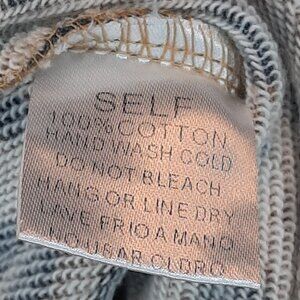 SELF
100% COTTON
HAND WASH COLD
DO NOT BLEACH
HANG OR LINE DRY
LAVE FRIO A MANO
NO USAR CLORO